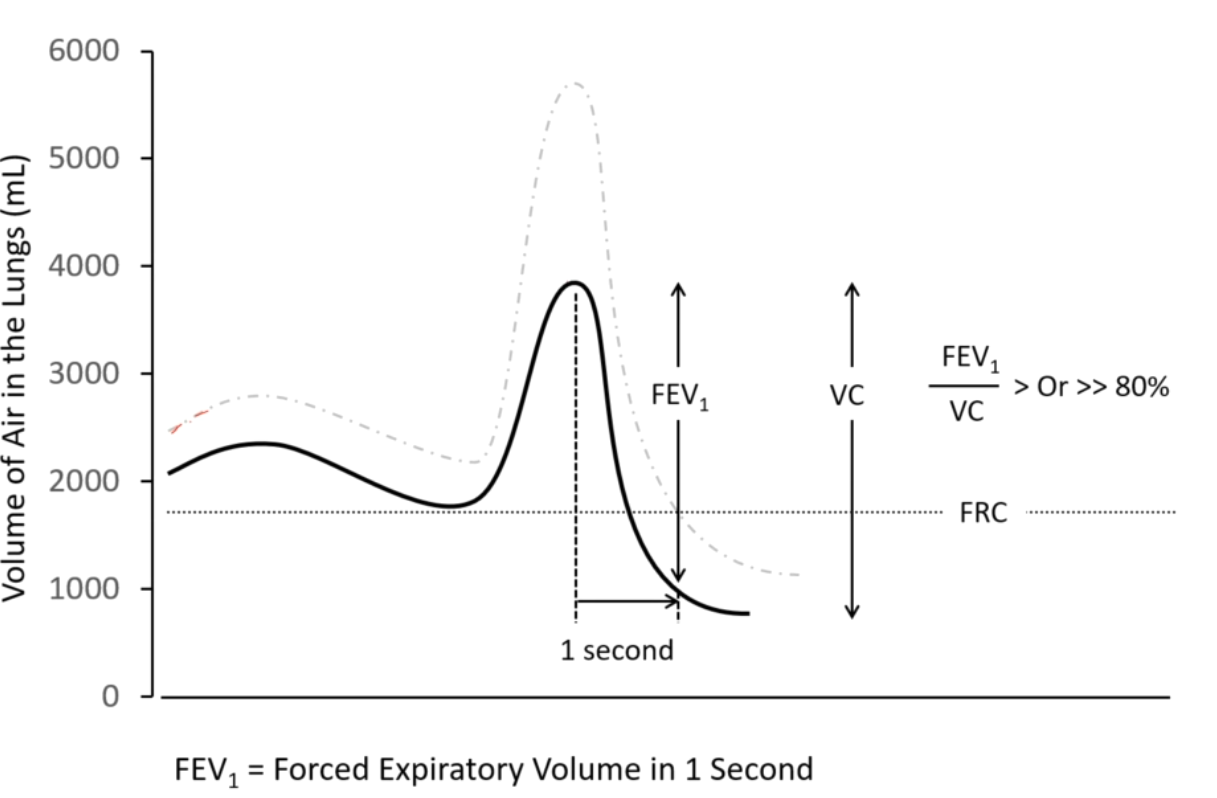 6000
5000
4000
3000
2000
1000
0
Volume of Air in the Lungs (mL)
FEV₁
VC
FEV₁
VC
> Or >> 80%
FRC
1 second
FEV₁ = Forced Expiratory Volume in 1 Second